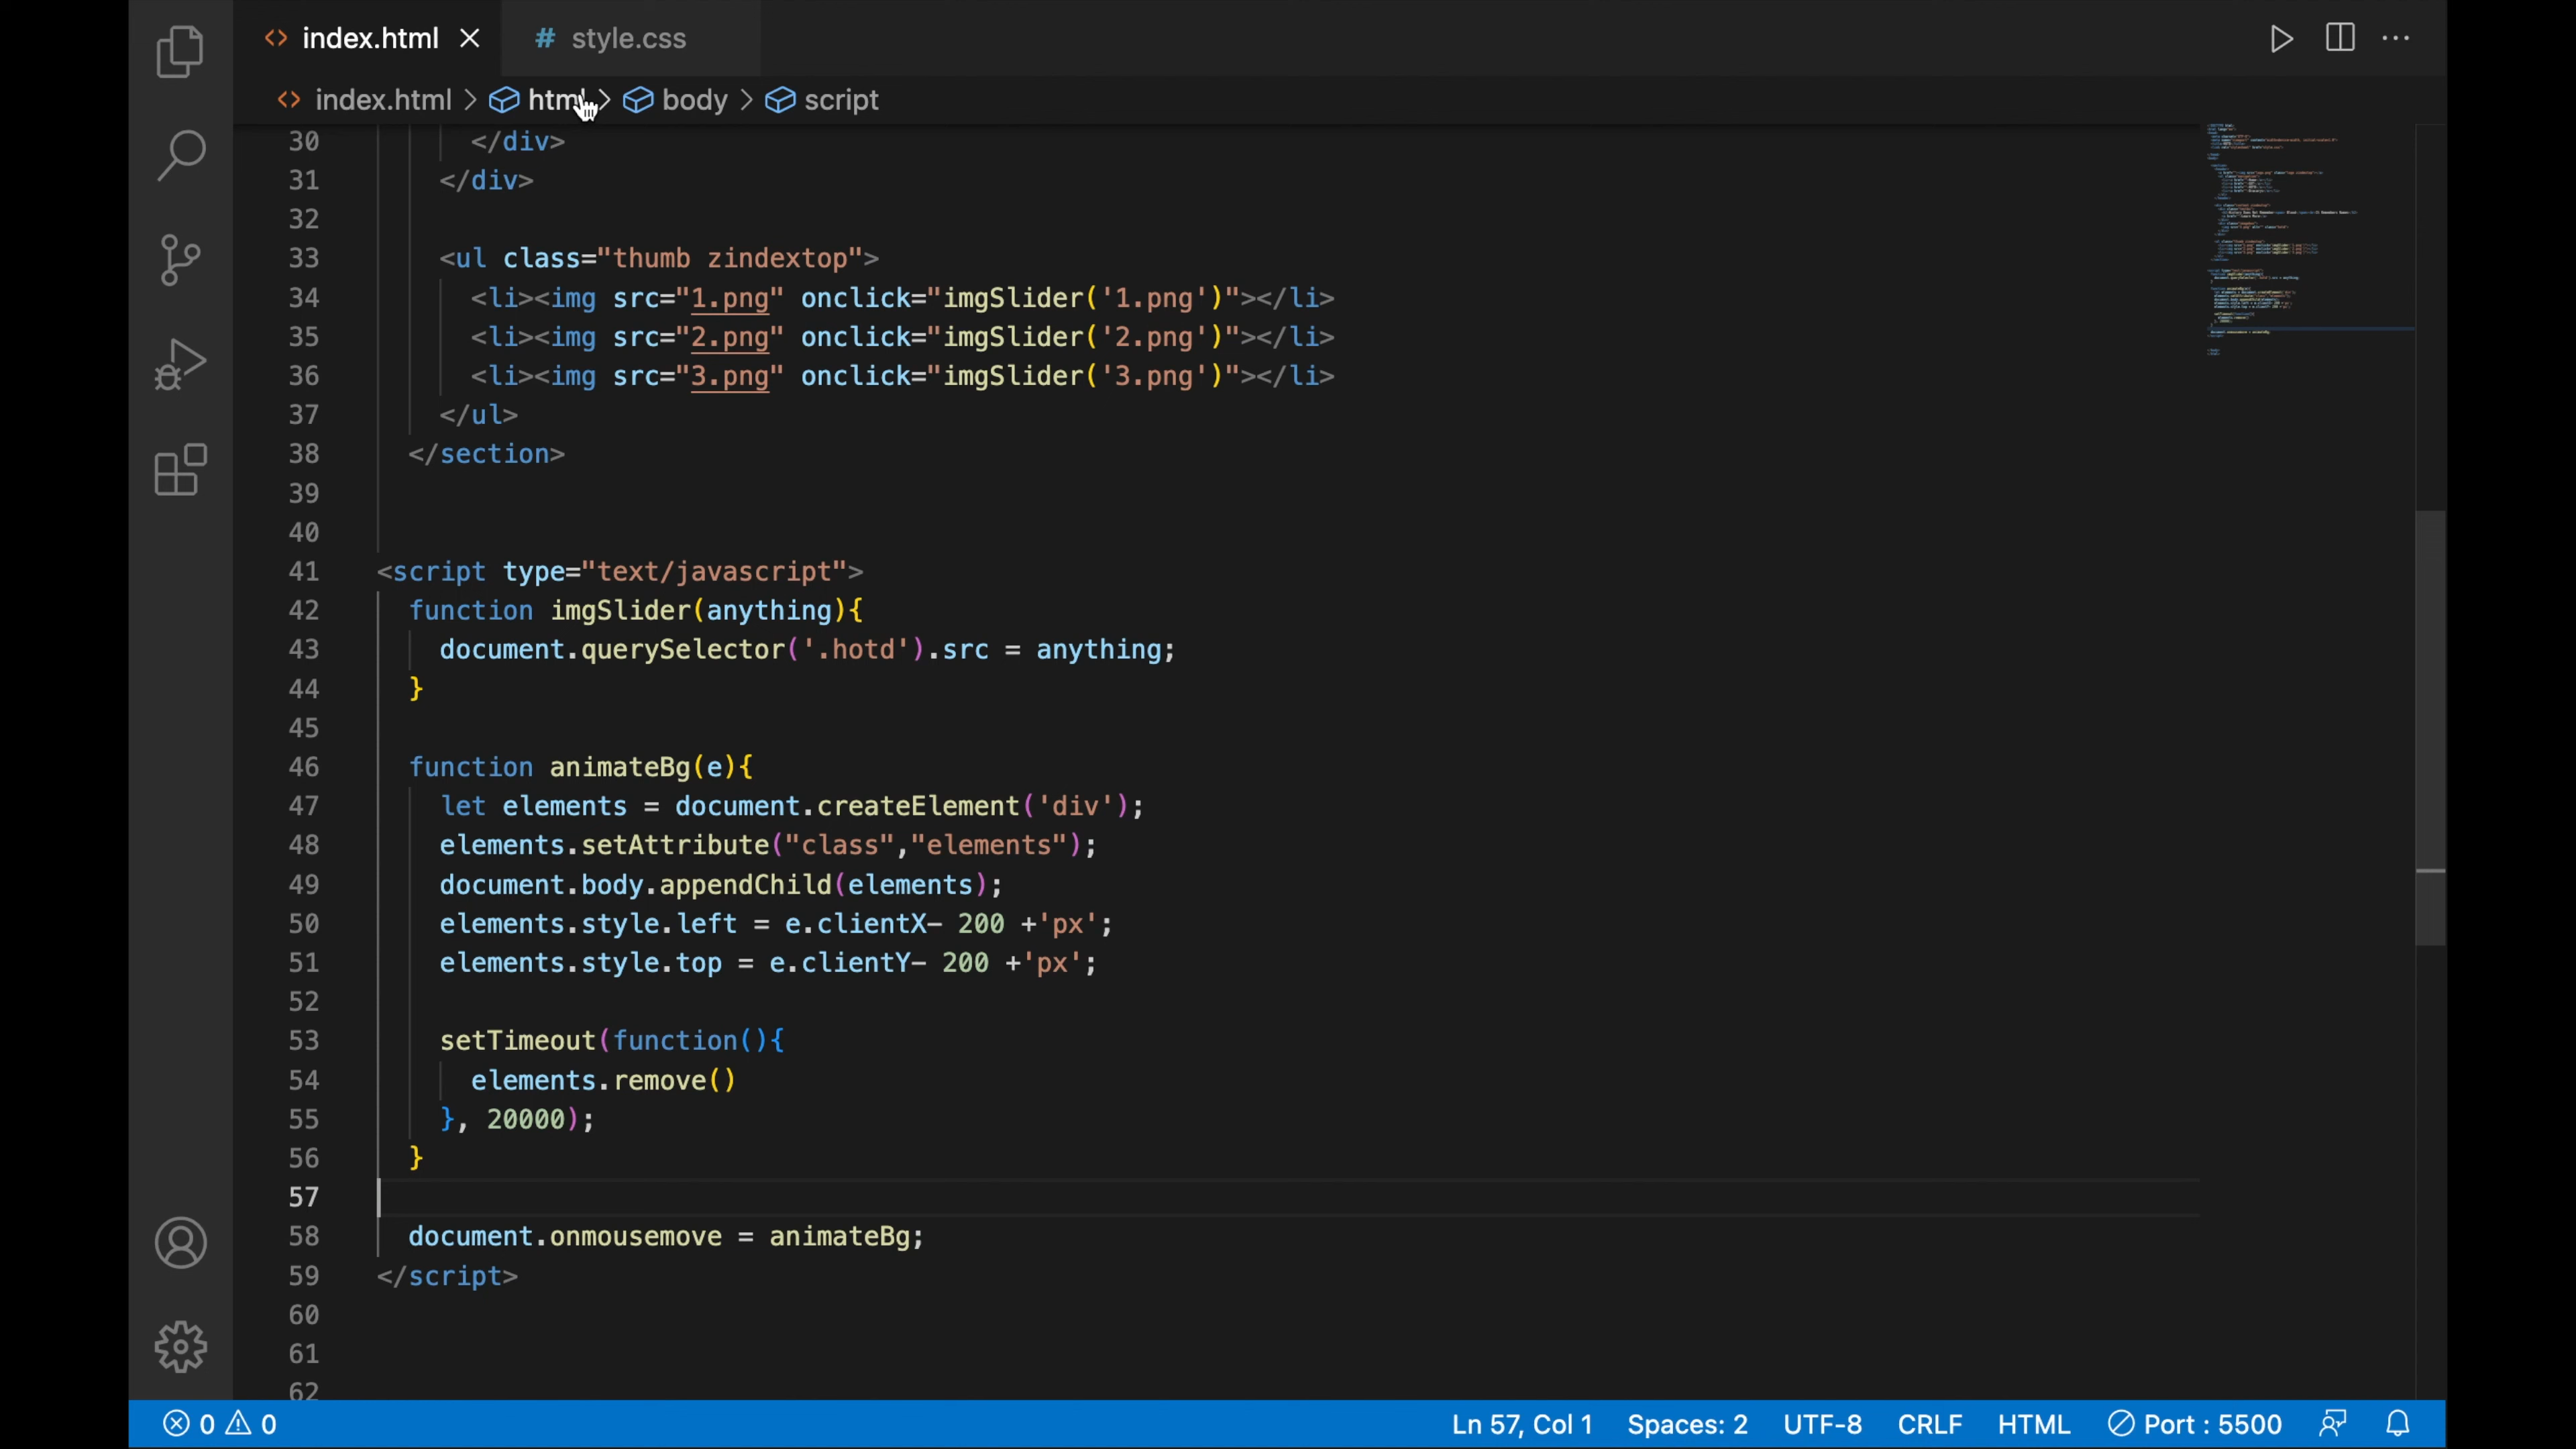 index.html
style.css
index.html > html > body > script
30 </div>
31 </div>
32
33 <ul class="thumb zindextop">
34 <li><img src="1.png" onclick="imgSlider('1.png')"></li>
35 <li><img src="2.png" onclick="imgSlider('2.png')"></li>
36 <li><img src="3.png" onclick="imgSlider('3.png')"></li>
37 </ul>
38 </section>
39
40
41 <script type="text/javascript">
42 function imgSlider(anything){
43 document.querySelector('.hotd').src = anything;
44 }
45
46 function animateBg(e){
47 let elements = document.createElement('div');
48 elements.setAttribute("class","elements");
49 document.body.appendChild(elements);
50 elements.style.left = e.clientX- 200 +'px';
51 elements.style.top = e.clientY- 200 +'px';
52
53 setTimeout(function(){
54 elements.remove()
55 }, 20000);
56 }
57
58 document.onmousemove = animateBg;
59 </script>
60
61
62
0 0 Ln 57, Col 1 Spaces: 2 UTF-8 CRLF HTML Port : 5500